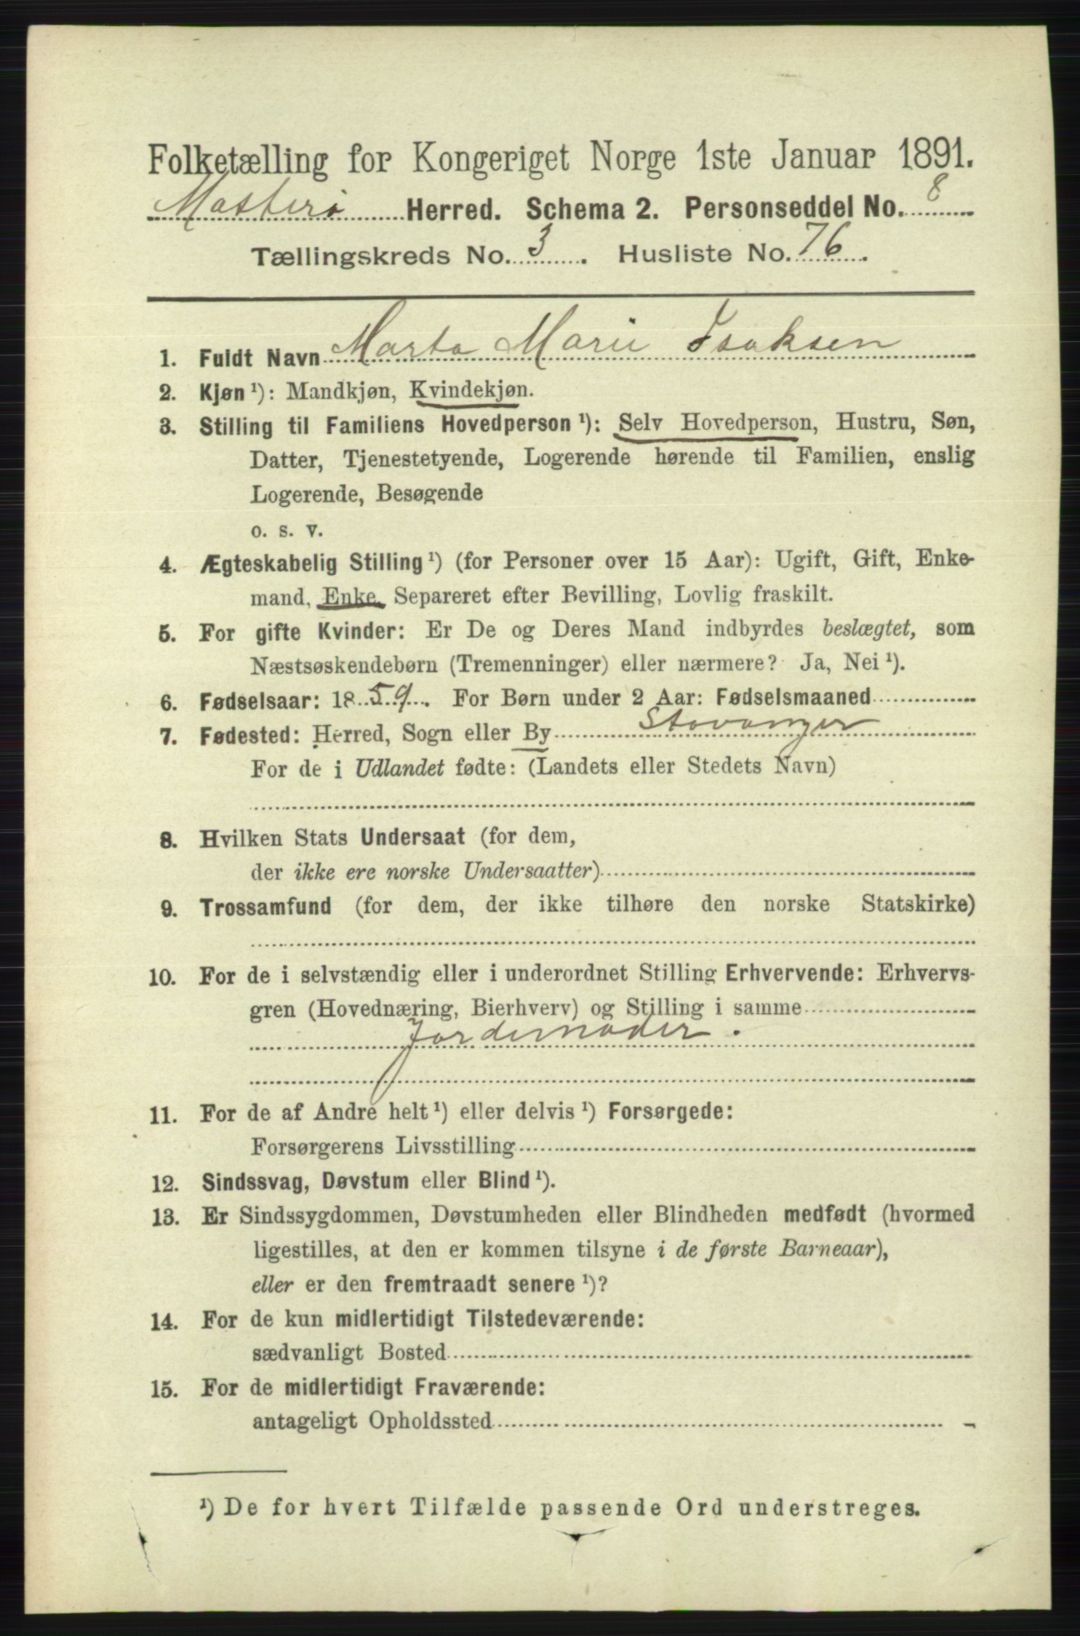 Folketælling for Kongeriget Norge 1ste Januar 1891.
Mosterø Herred. Schema 2. Personseddel No. 8
Tællingskreds No. 3. Husliste No. 76.
1. Fuldt Navn Marta Marie Isaksen
2. Kjøn ¹): Mandkjøn, Kvindekjøn.
3. Stilling til Familiens Hovedperson ¹): Selv Hovedperson, Hustru, Søn,
Datter, Tjenestetyende, Logerende hørende til Familien, enslig
Logerende, Besøgende
o. s. v.
4. Ægteskabelig Stilling ¹) (for Personer over 15 Aar): Ugift, Gift, Enke-
mand, Enke, Separeret efter Bevilling, Lovlig fraskilt.
5. For gifte Kvinder: Er De og Deres Mand indbyrdes beslægtet, som
Næstsøskendebørn (Tremenninger) eller nærmere? Ja, Nei ¹).
6. Fødselsaar: 1859. For Børn under 2 Aar: Fødselsmaaned
7. Fødested: Herred, Sogn eller By Stavanger
For de i Udlandet fødte: (Landets eller Stedets Navn)
8. Hvilken Stats Undersaat (for dem,
der ikke ere norske Undersaatter)
9. Trossamfund (for dem, der ikke tilhøre den norske Statskirke)
10. For de i selvstændig eller i underordnet Stilling Erhvervende: Erhvervs-
gren (Hovednæring, Bierhverv) og Stilling i samme
Jordemoder.
11. For de af Andre helt ¹) eller delvis ¹) Forsørgede:
Forsørgerens Livsstilling
12. Sindssvag, Døvstum eller Blind ¹).
13. Er Sindssygdommen, Døvstumheden eller Blindheden medfødt (hvormed
ligestilles, at den er kommen tilsyne i de første Barneaar),
eller er den fremtraadt senere ¹)?
14. For de kun midlertidigt Tilstedeværende:
sædvanligt Bosted
15. For de midlertidigt Fraværende:
antageligt Opholdssted
¹) De for hvert Tilfælde passende Ord understreges.